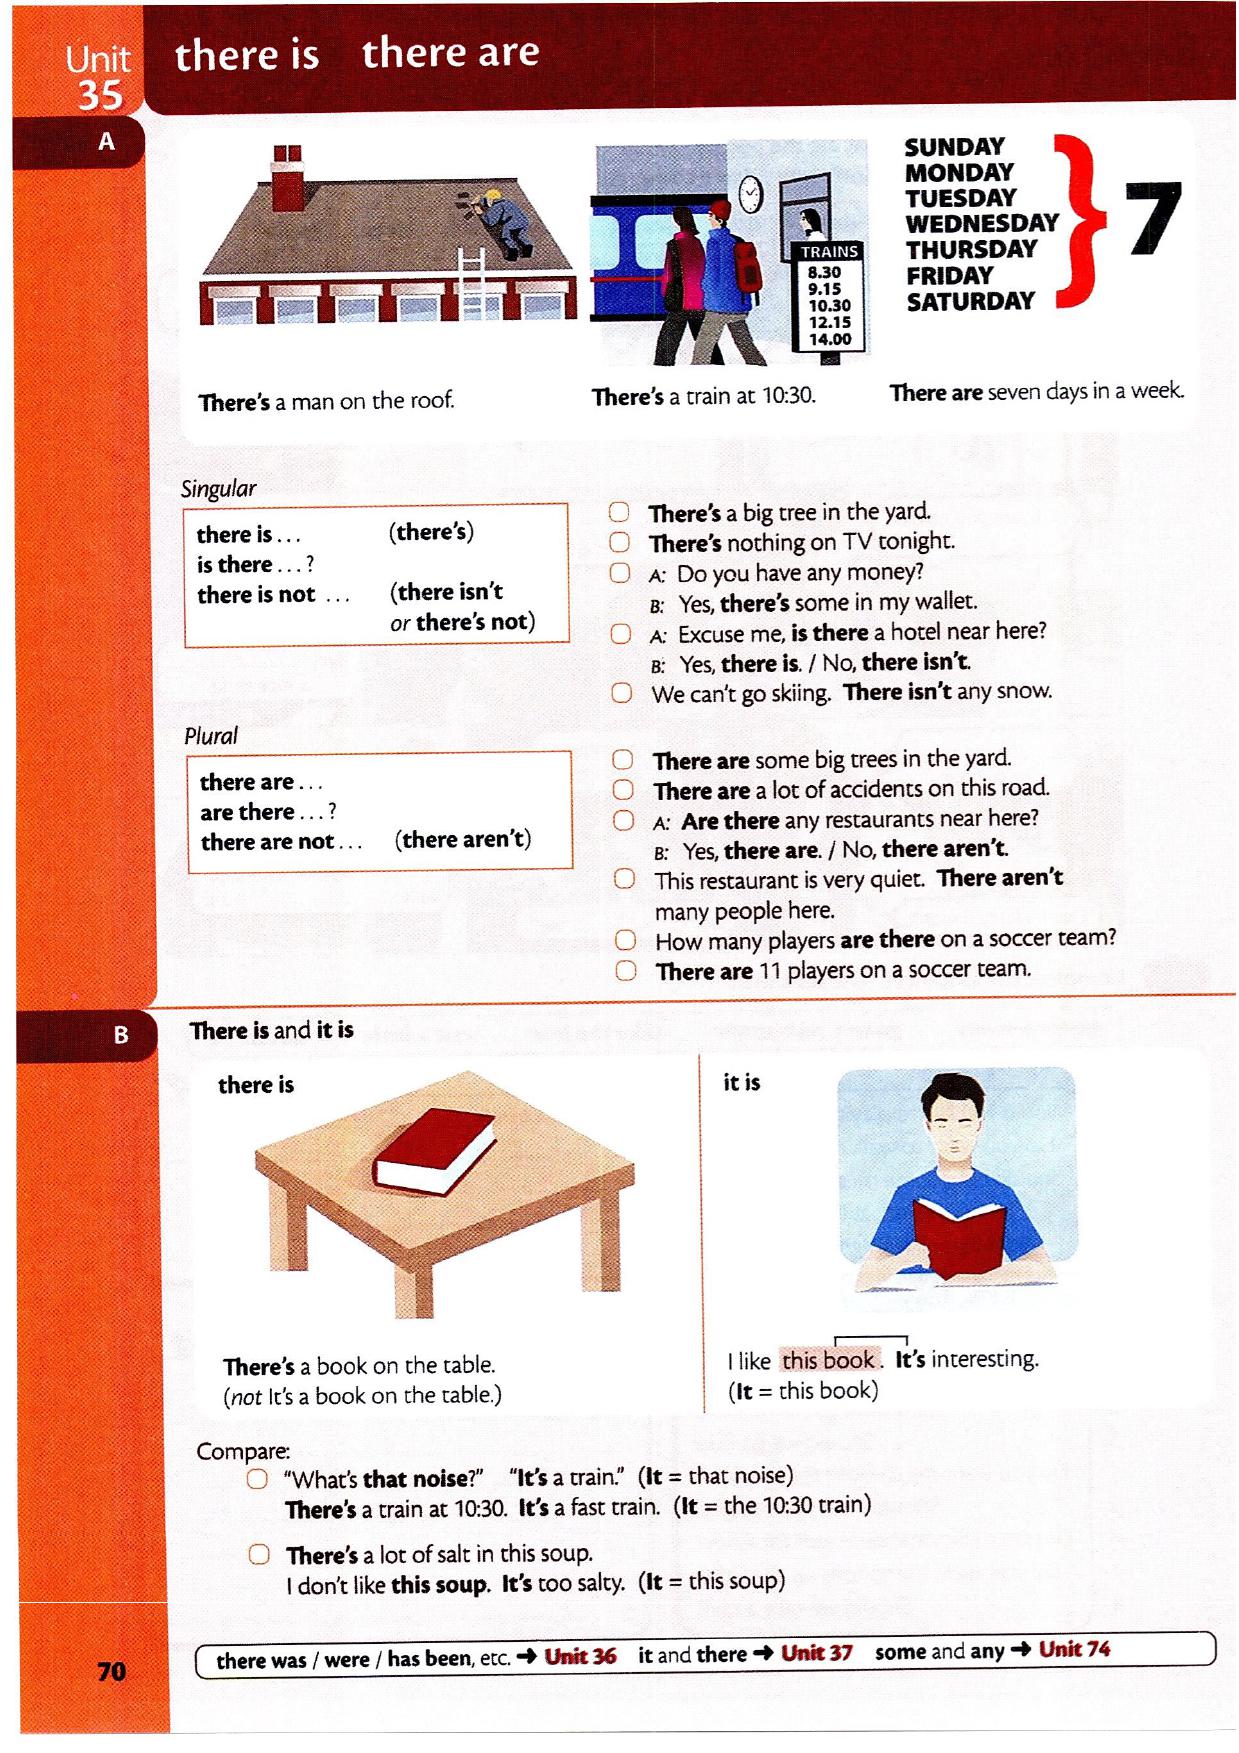 Unit
35
there is there are
A
SUNDAY
MONDAY
TUESDAY
WEDNESDAY
THURSDAY
FRIDAY
SATURDAY
7
TRAINS
8.30
9.15
10.30
12.15
14.00
There's a man on the roof.
There's a train at 10:30.
There are seven days in a week.
Singular
there is ... (there's)
is there ...?
there is not ... (there isn't
or there's not)
There's a big tree in the yard.
There's nothing on TV tonight.
A: Do you have any money?
B: Yes, there's some in my wallet.
A: Excuse me, is there a hotel near here?
B: Yes, there is. / No, there isn't.
We can't go skiing. There isn't any snow.
Plural
there are ...
are there ...?
there are not ... (there aren't)
There are some big trees in the yard.
There are a lot of accidents on this road.
A: Are there any restaurants near here?
B: Yes, there are. / No, there aren't.
This restaurant is very quiet. There aren't
many people here.
How many players are there on a soccer team?
There are 11 players on a soccer team.
B
There is and it is
there is
There's a book on the table.
(not It's a book on the table.)
it is
I like this book. It's interesting.
(It = this book)
Compare:
"What's that noise?" "It's a train." (It = that noise)
There's a train at 10:30. It's a fast train. (It = the 10:30 train)
There's a lot of salt in this soup.
I don't like this soup. It's too salty. (It = this soup)
70
there was / were / has been, etc. → Unit 36 it and there → Unit 37 some and any → Unit 74